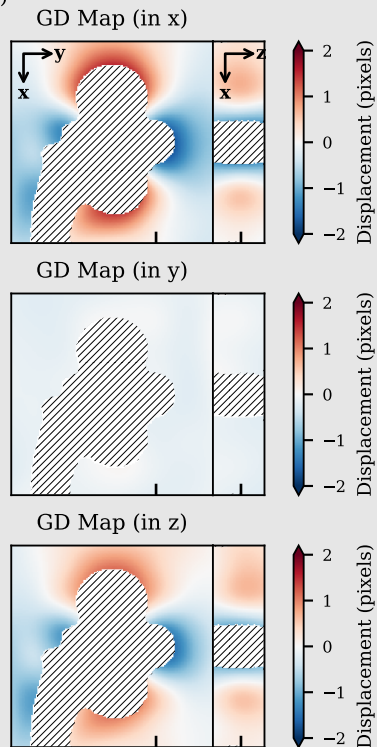 )
GD Map (in x)
y
x
z
x
2
1
0
−1
−2
Displacement (pixels)
GD Map (in y)
2
1
0
−1
−2
Displacement (pixels)
GD Map (in z)
2
1
0
−1
−2
Displacement (pixels)